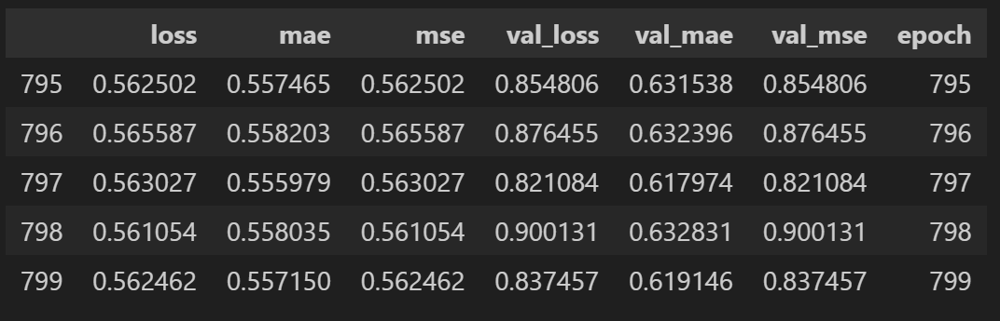 loss mae mse val_loss val_mae val_mse epoch
795 0.562502 0.557465 0.562502 0.854806 0.631538 0.854806 795
796 0.565587 0.558203 0.565587 0.876455 0.632396 0.876455 796
797 0.563027 0.555979 0.563027 0.821084 0.617974 0.821084 797
798 0.561054 0.558035 0.561054 0.900131 0.632831 0.900131 798
799 0.562462 0.557150 0.562462 0.837457 0.619146 0.837457 799